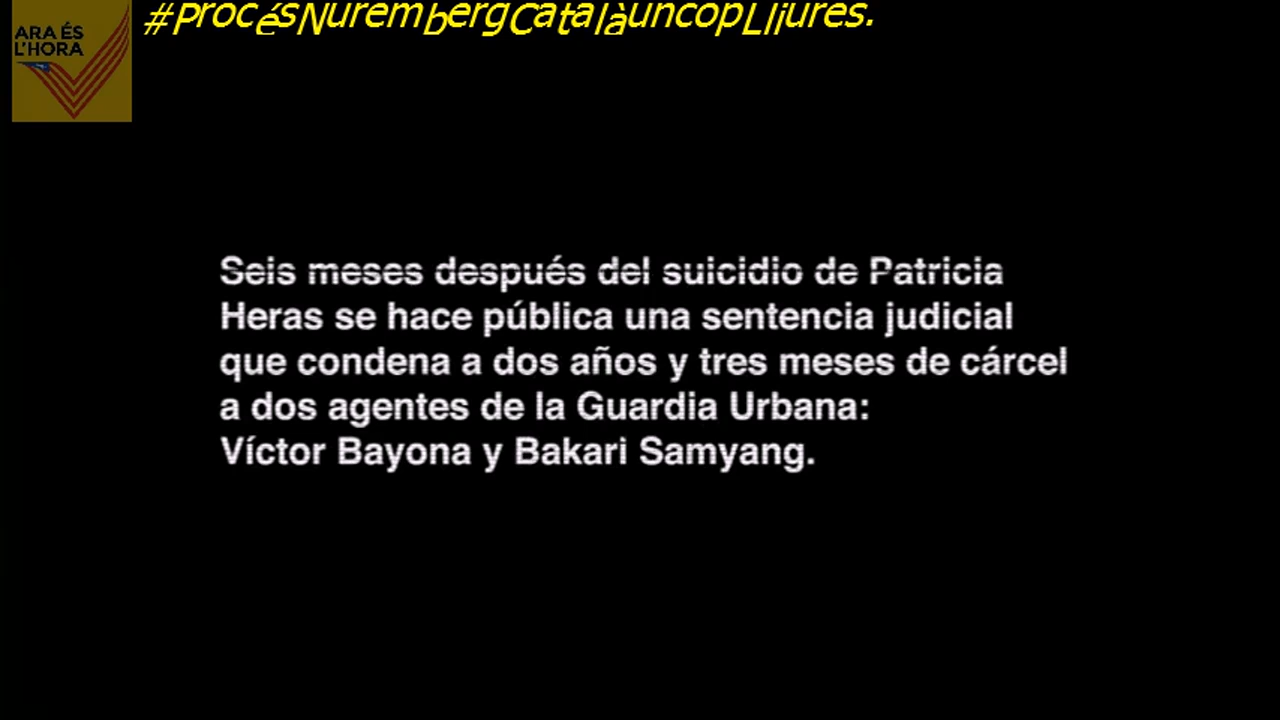 #ProcésNurembergCatalàuncopLliures.
ARA ÉS
L'HORA
Seis meses después del suicidio de Patricia
Heras se hace pública una sentencia judicial
que condena a dos años y tres meses de cárcel
a dos agentes de la Guardia Urbana:
Víctor Bayona y Bakari Samyang.